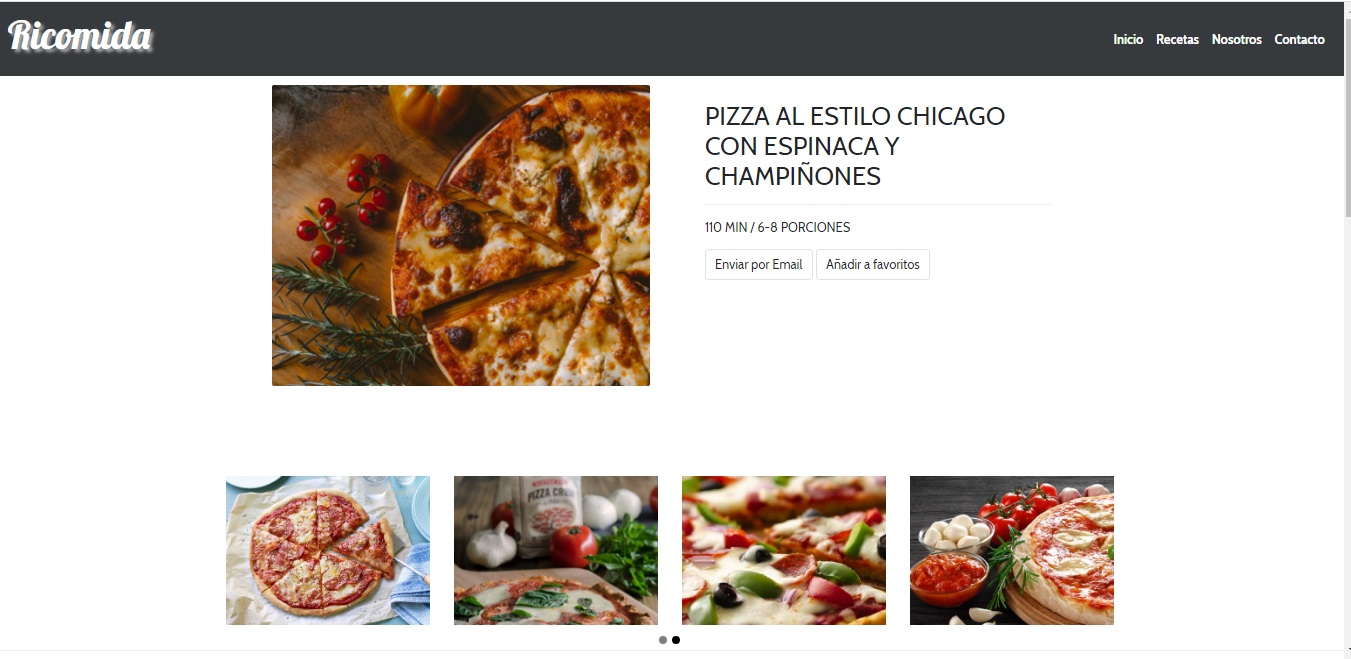 Ricomida
Inicio Recetas Nosotros Contacto
PIZZA AL ESTILO CHICAGO
CON ESPINACA Y
CHAMPIÑONES
110 MIN / 6-8 PORCIONES
Enviar por Email Añadir a favoritos
PIZZA